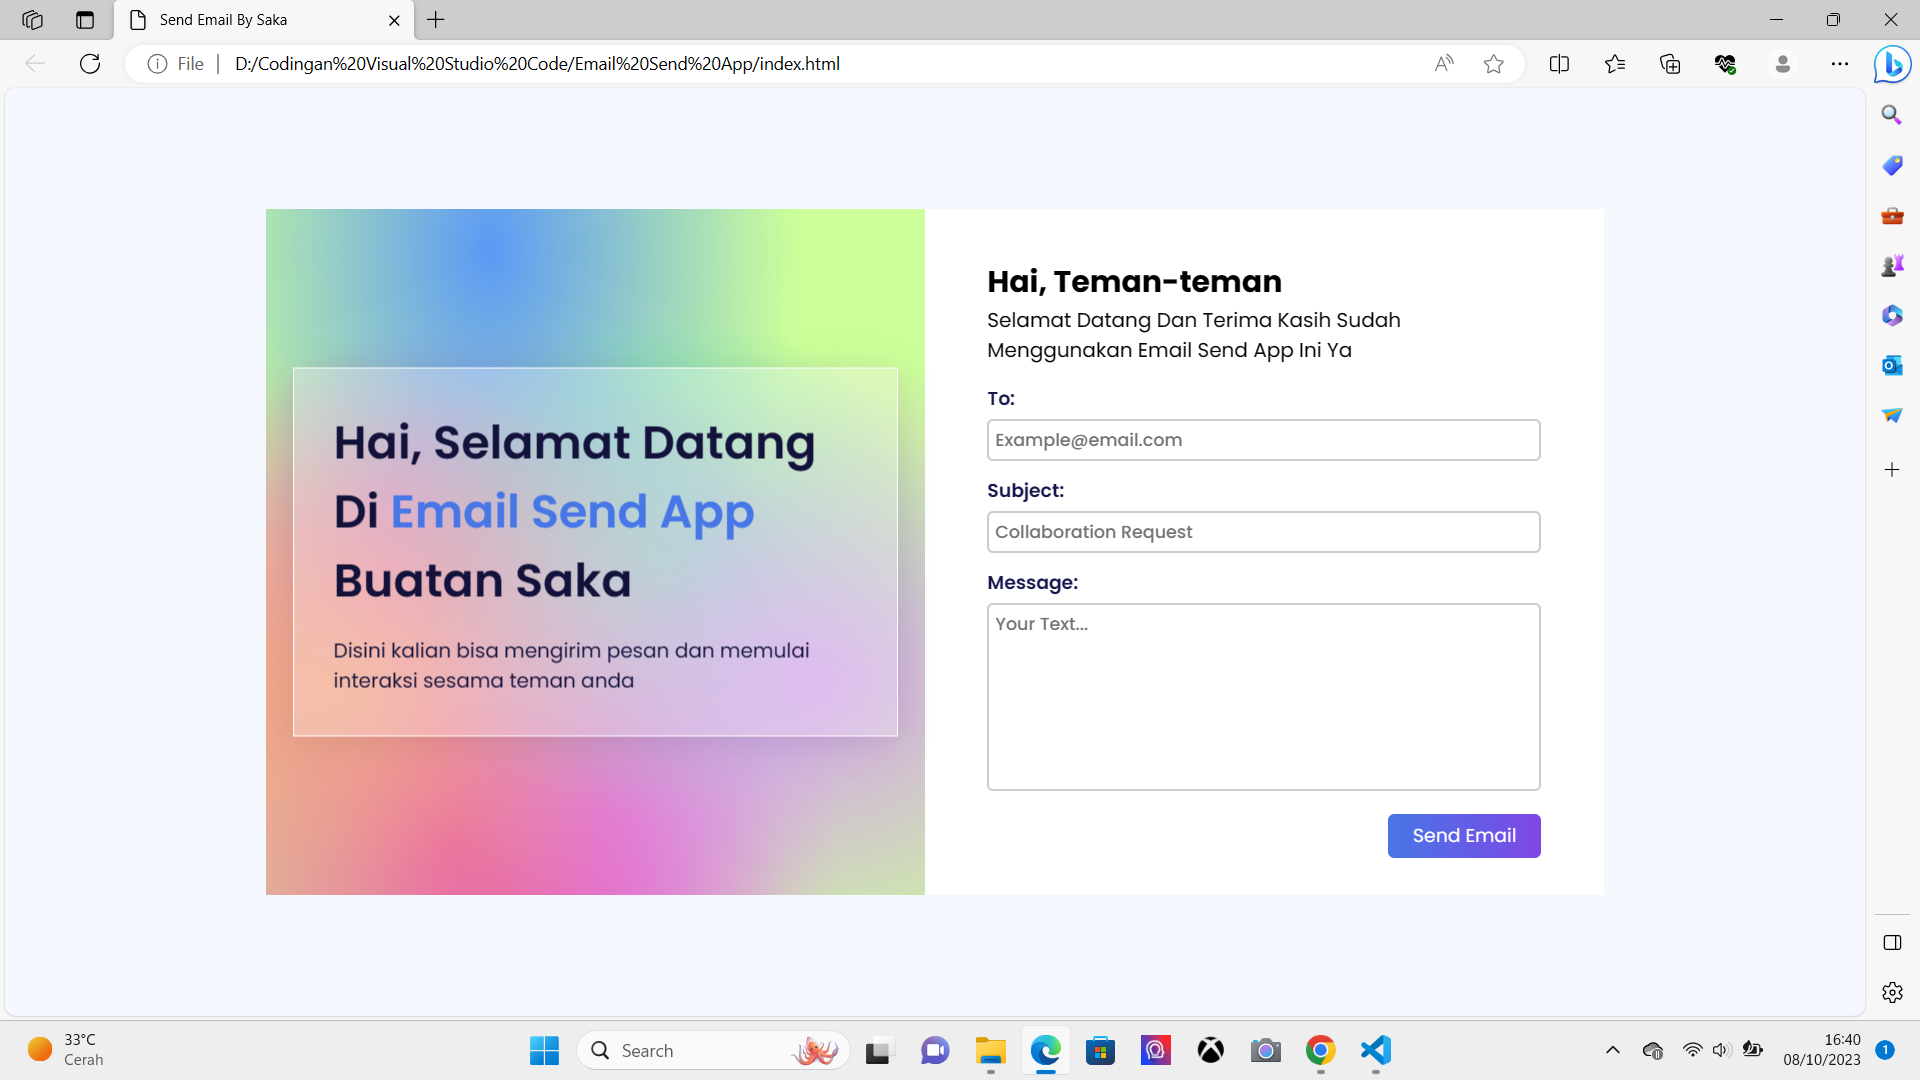 Send Email By Saka
File
D:/Codingan%20Visual%20Studio%20Code/Email%20Send%20App/index.html
Hai, Selamat Datang
Di Email Send App
Buatan Saka
Disini kalian bisa mengirim pesan dan memulai
interaksi sesama teman anda
Hai, Teman-teman
Selamat Datang Dan Terima Kasih Sudah
Menggunakan Email Send App Ini Ya
To:
Example@email.com
Subject:
Collaboration Request
Message:
Your Text...
Send Email
33°C
Cerah
Search
16:40
08/10/2023
1